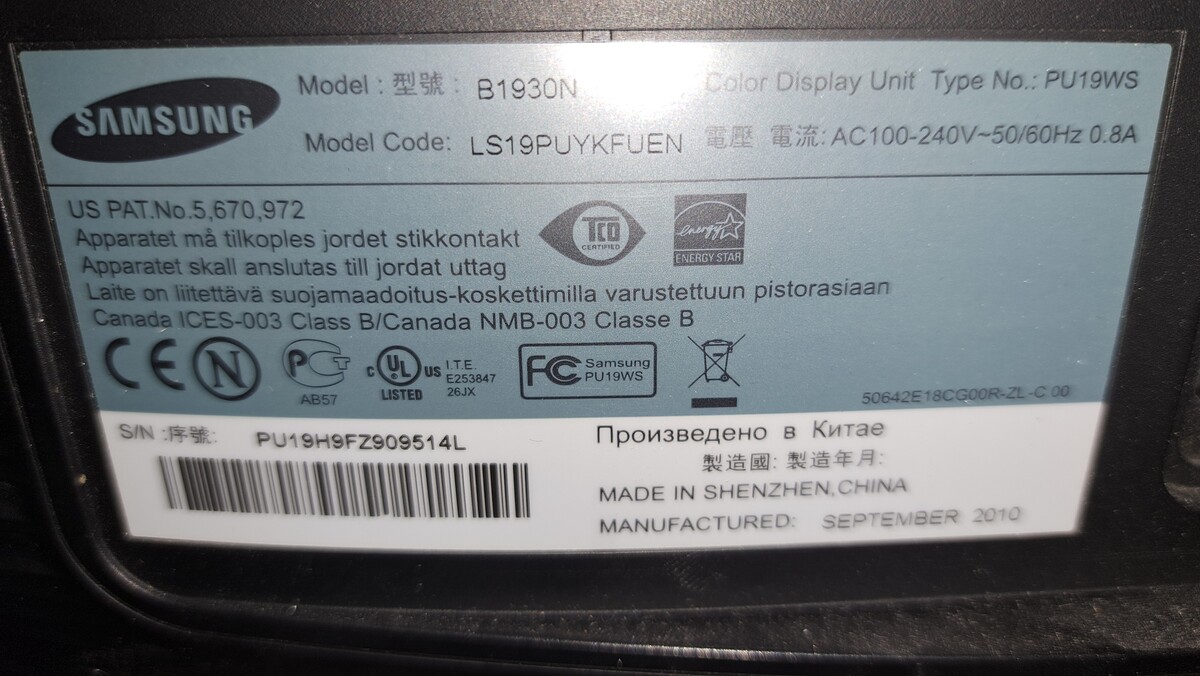 SAMSUNG
Model : 型號 : B1930N
Color Display Unit Type No.: PU19WS
Model Code: LS19PUYKFUEN
電壓 電流: AC100-240V~50/60Hz 0.8A
US PAT.No.5,670,972
Apparatet må tilkoples jordet stikkontakt
Apparatet skall anslutas till jordat uttag
Laite on liitettävä suojamaadoitus-koskettimilla varustettuun pistorasiaan
Canada ICES-003 Class B/Canada NMB-003 Classe B
TCO
CERTIFIED
energy
ENERGY STAR
CE
N
РСТ
АВ57
c UL US
LISTED
I.T.E.
E253847
26JX
FC
Samsung
PU19WS
50642E18CG00R-ZL-C 00
S/N :序號: PU19H9FZ909514L
Произведено в Китае
製造國: 製造年月:
MADE IN SHENZHEN,CHINA
MANUFACTURED: SEPTEMBER 2010